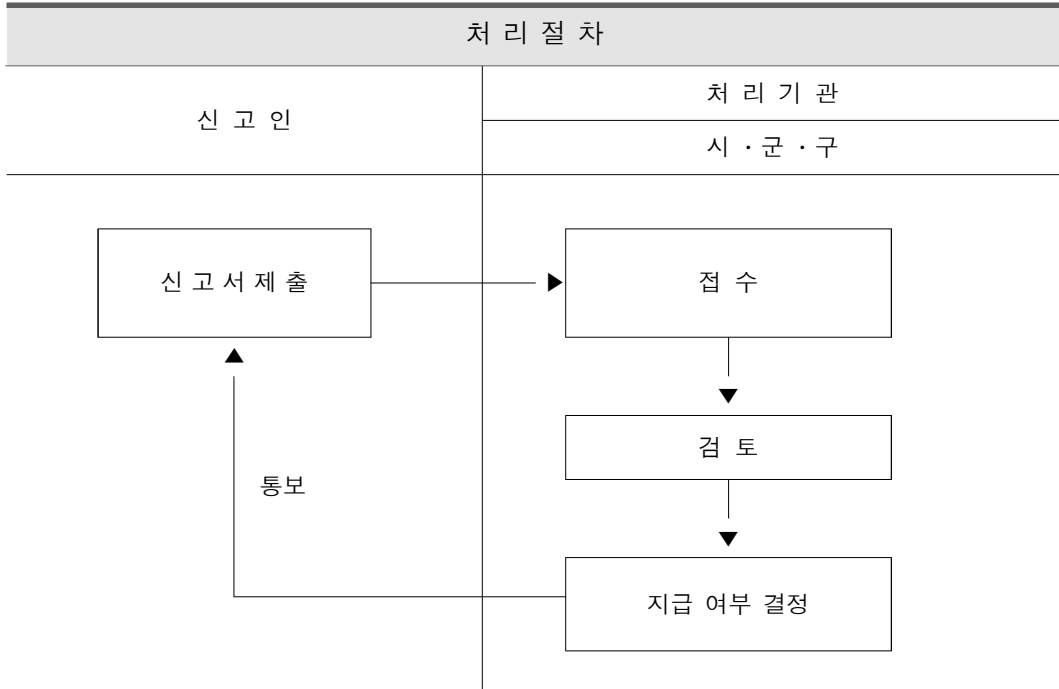 처 리 절 차
신 고 인
처 리 기 관
시 · 군 · 구
신 고 서 제 출
접 수
검 토
통보
지급 여부 결정